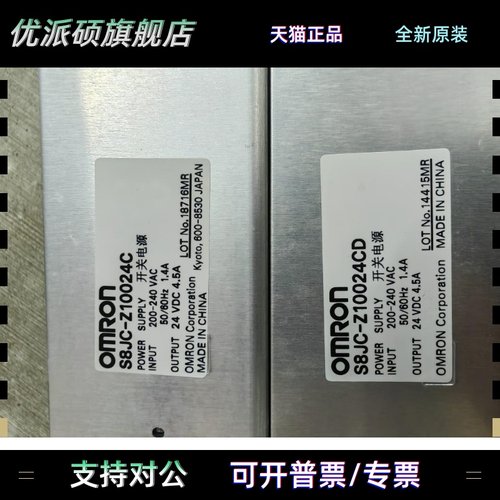 优派硕旗舰店
天猫正品
全新原装
OMRON
S8JC-Z10024C
POWER SUPPLY 开关电源
INPUT 200-240 VAC
50/60Hz 1.4A
OUTPUT 24 VDC 4.5A
LOT No.18716MR
OMRON Corporation Kyoto, 600-8530 JAPAN
MADE IN CHINA
OMRON
S8JC-Z10024CD
POWER SUPPLY 开关电源
INPUT 200-240 VAC
50/60Hz 1.4A
OUTPUT 24 VDC 4.5A
LOT No.14415MR
OMRON Corporation
MADE IN CHINA
支持对公
可开普票/专票